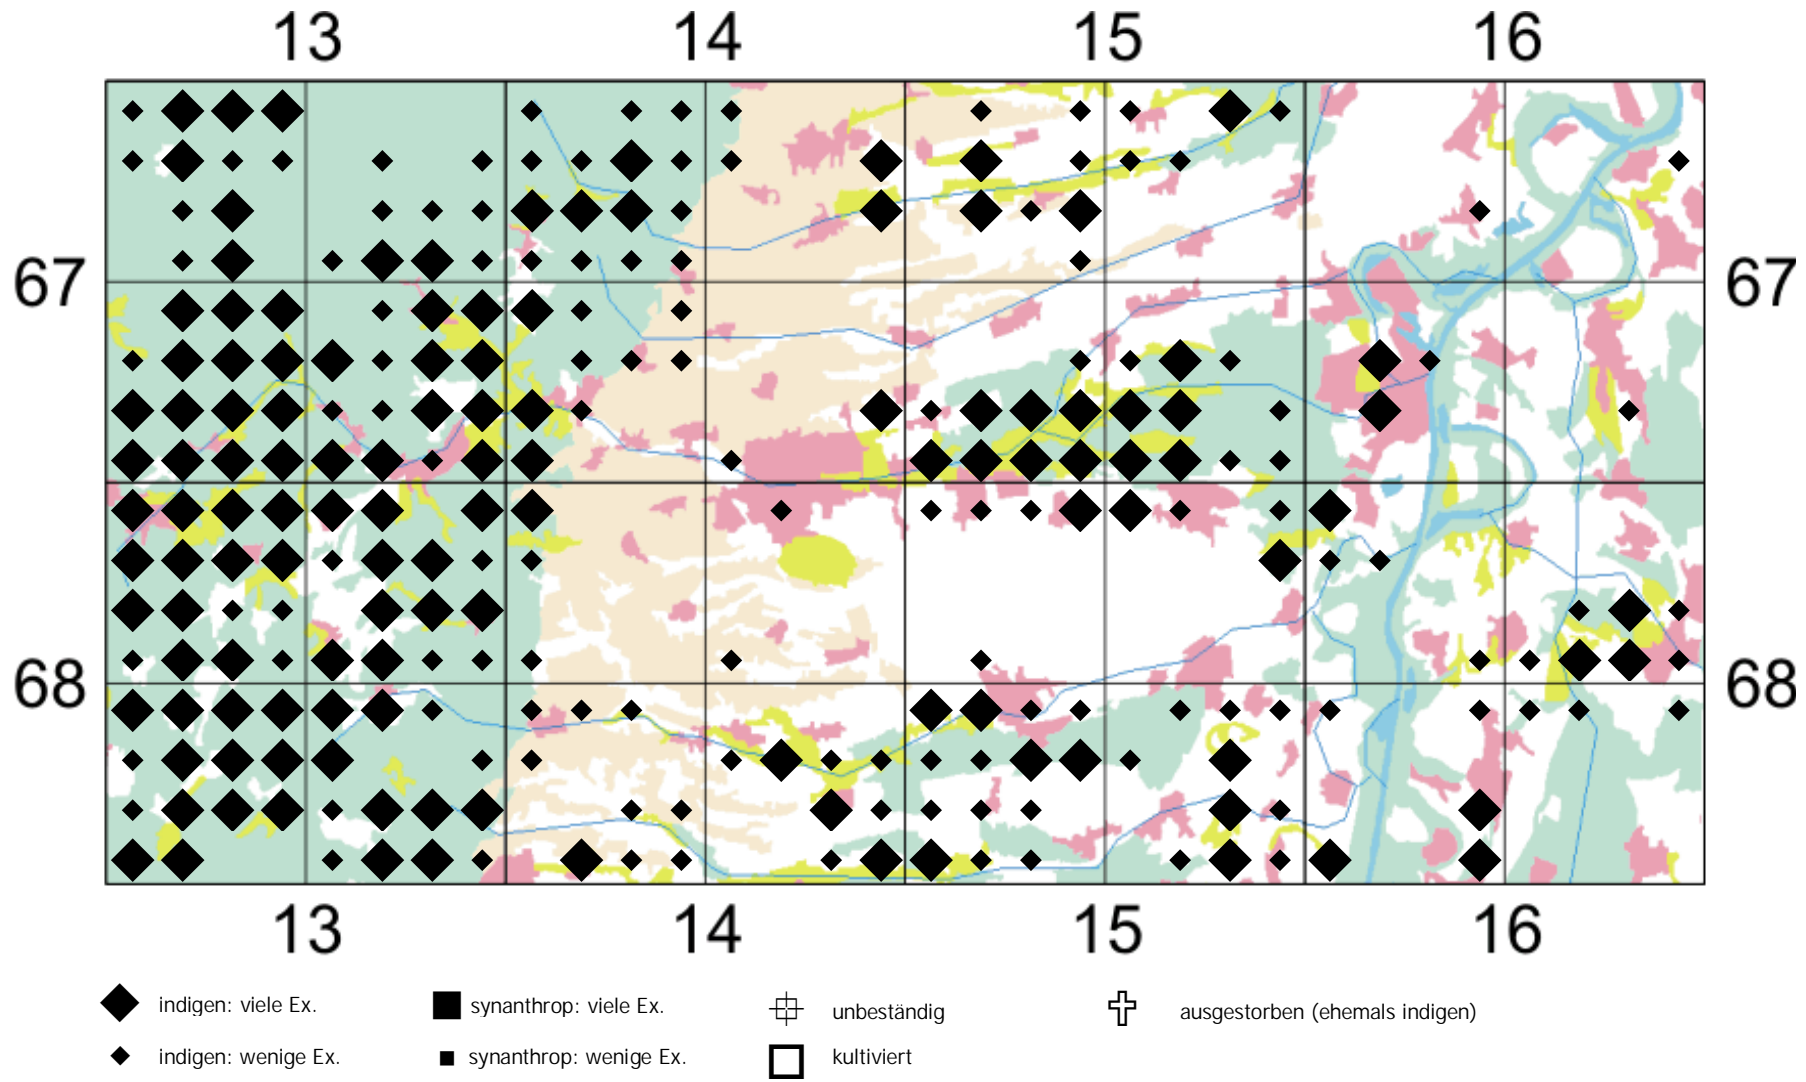 13 14 15 16
67 67
68 68
13 14 15 16
indigen: viele Ex. synanthrop: viele Ex. unbeständig ausgestorben (ehemals indigen)
indigen: wenige Ex. synanthrop: wenige Ex. kultiviert